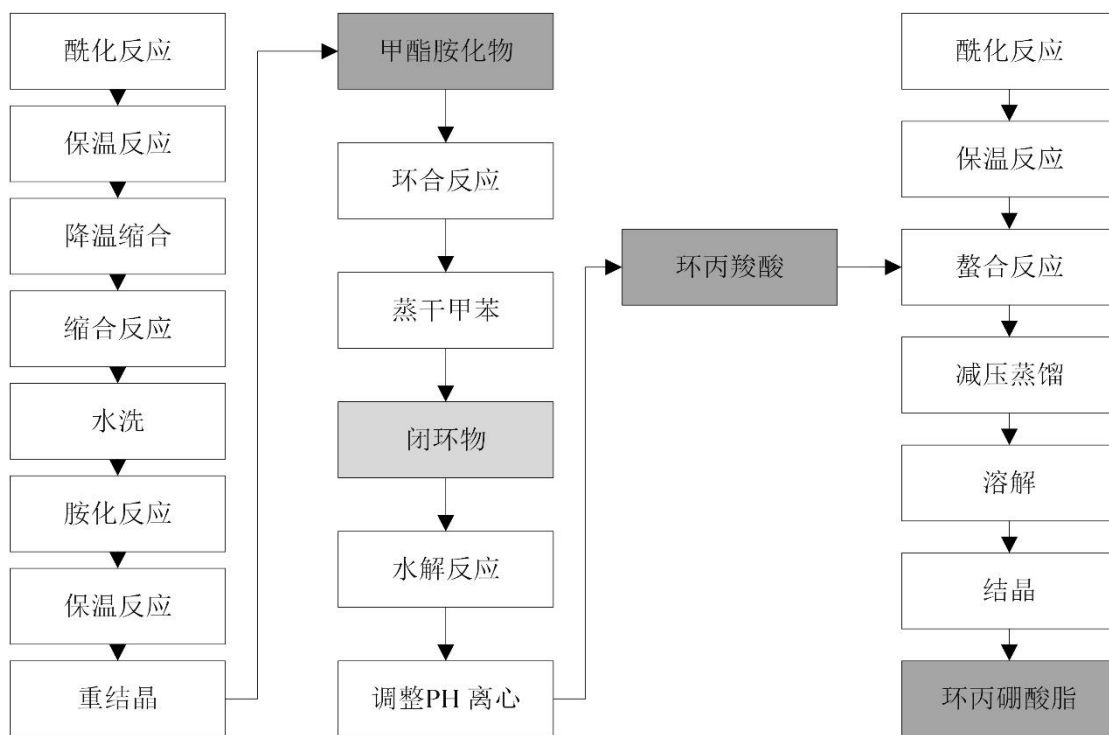 酰化反应
保温反应
降温缩合
缩合反应
水洗
胺化反应
保温反应
重结晶
甲酯胺化物
环合反应
蒸干甲苯
闭环物
水解反应
调整PH 离心
环丙羧酸
酰化反应
保温反应
螯合反应
减压蒸馏
溶解
结晶
环丙硼酸脂